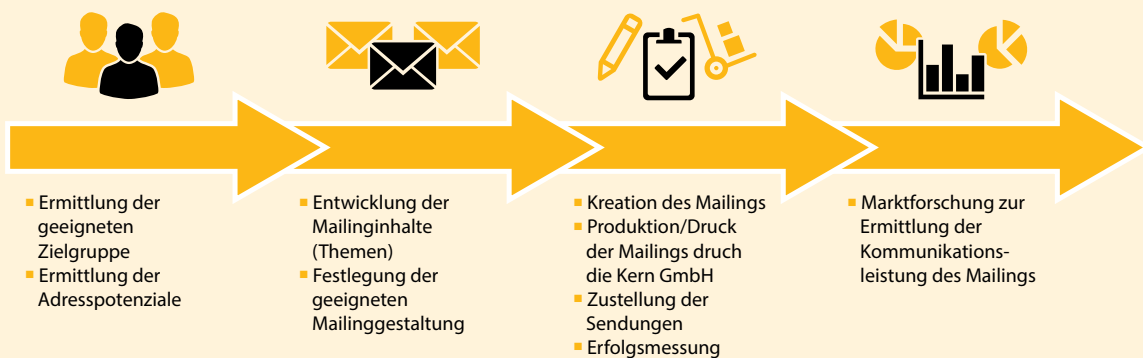 ▪ Ermittlung der
geeigneten
Zielgruppe
▪ Ermittlung der
Adresspotenziale
▪ Entwicklung der
Mailinginhalte
(Themen)
▪ Festlegung der
geeigneten
Mailinggestaltung
▪ Kreation des Mailings
▪ Produktion/Druck
der Mailings druch
die Kern GmbH
▪ Zustellung der
Sendungen
▪ Erfolgsmessung
▪ Marktforschung zur
Ermittlung der
Kommunikations-
leistung des Mailings